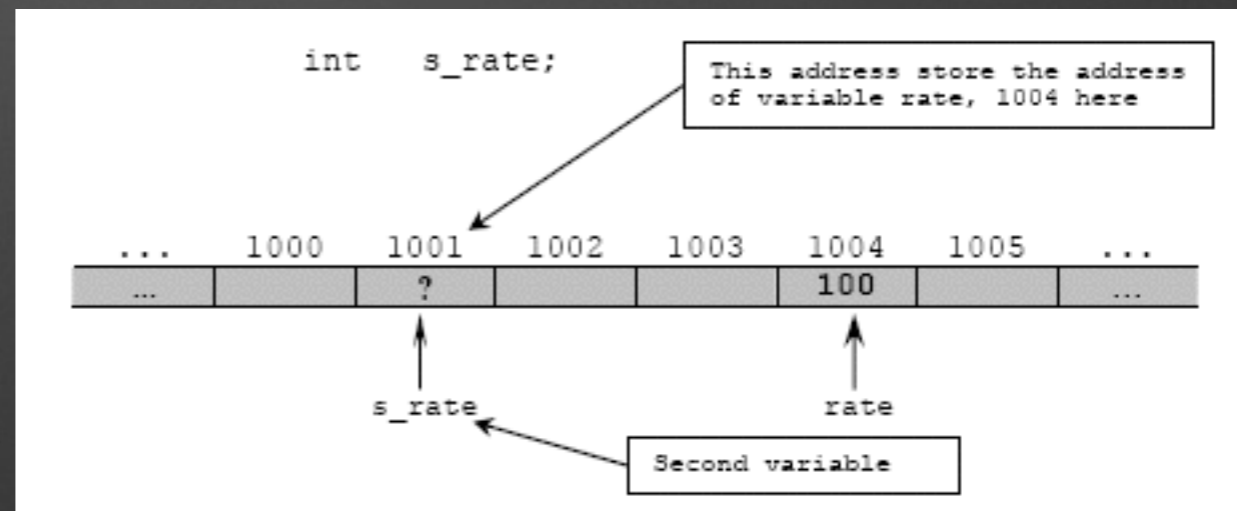 int s_rate;
This address store the address
of variable rate, 1004 here
... 1000 1001 1002 1003 1004 1005 ...
... ? 100 ...
s_rate rate
Second variable